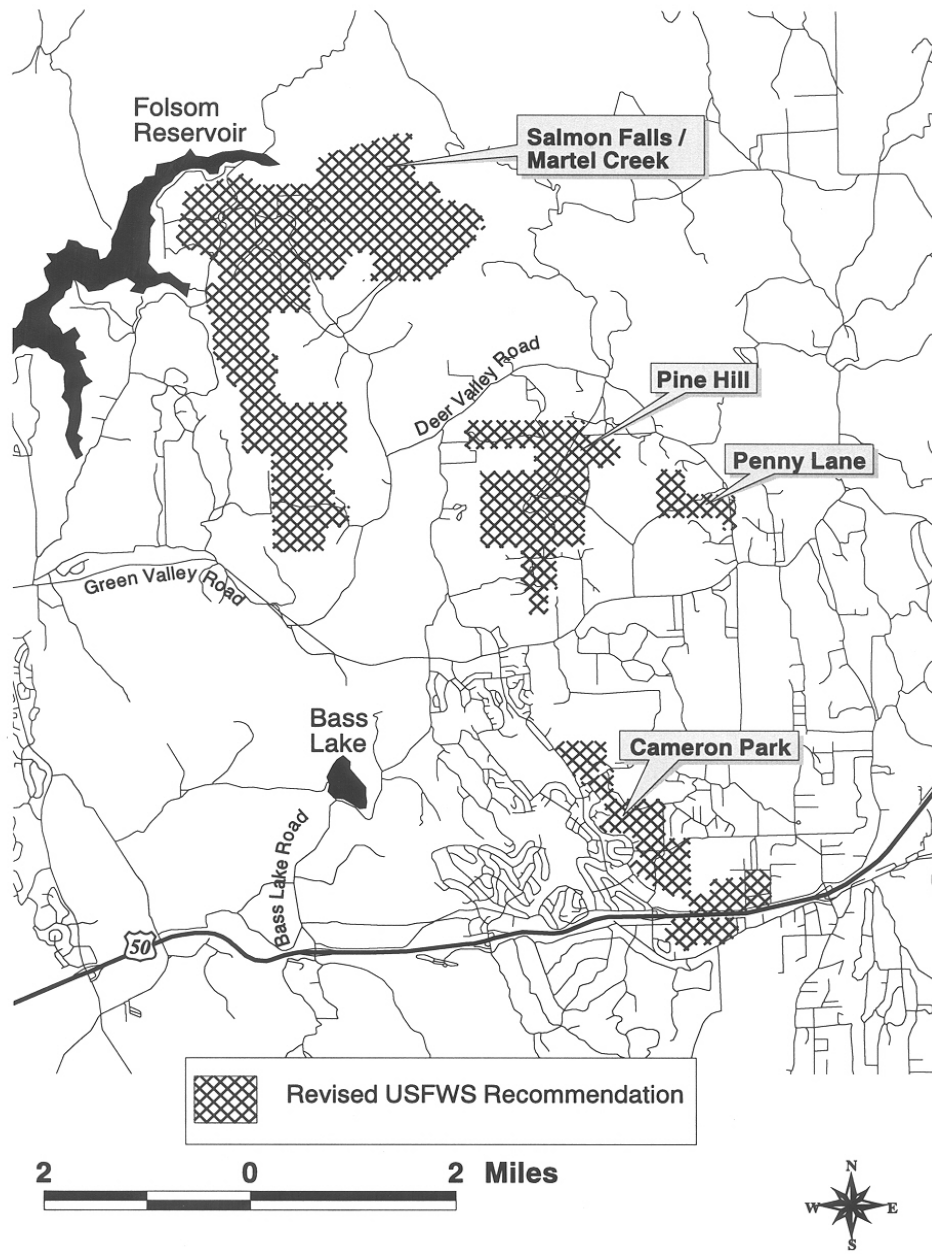 Folsom
Reservoir
Salmon Falls /
Martel Creek
Deer Valley Road
Pine Hill
Penny Lane
Green Valley Road
Bass
Lake
Cameron Park
Bass Lake Road
50
Revised USFWS Recommendation
2 0 2 Miles
N
W E
S